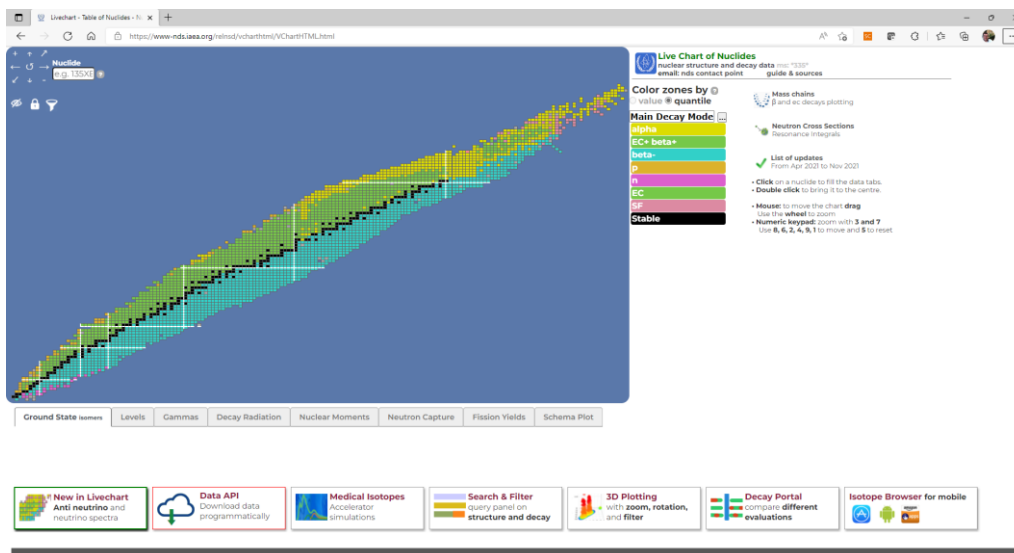 Livechart - Table of Nuclides - N
https://www-nds.iaea.org/relnsd/vcharthtml/VChartHTML.html
Nuclide
e.g. 135XE
Live Chart of Nuclides
nuclear structure and decay data
email: nds contact point guide & sources
Color zones by
value quantile
Main Decay Mode ...
alpha
EC+ beta+
beta-
p
n
EC
SF
Stable
Mass chains
β and ec decays plotting
Neutron Cross Sections
Resonance Integrals
List of updates
From Apr 2021 to Nov 2021
• Click on a nuclide to fill the data tabs.
• Double click to bring it to the centre.
• Mouse: to move the chart drag
Use the wheel to zoom
• Numeric keypad: zoom with 3 and 7
Use 8, 6, 2, 4, 9, 1 to move and 5 to reset
Ground State Isomers Levels Gammas Decay Radiation Nuclear Moments Neutron Capture Fission Yields Schema Plot
New in Livechart
Anti neutrino and
neutrino spectra
Data API
Download data
programmatically
Medical Isotopes
Accelerator
simulations
Search & Filter
query panel on
structure and decay
3D Plotting
with zoom, rotation,
and filter
Decay Portal
compare different
evaluations
Isotope Browser for mobile